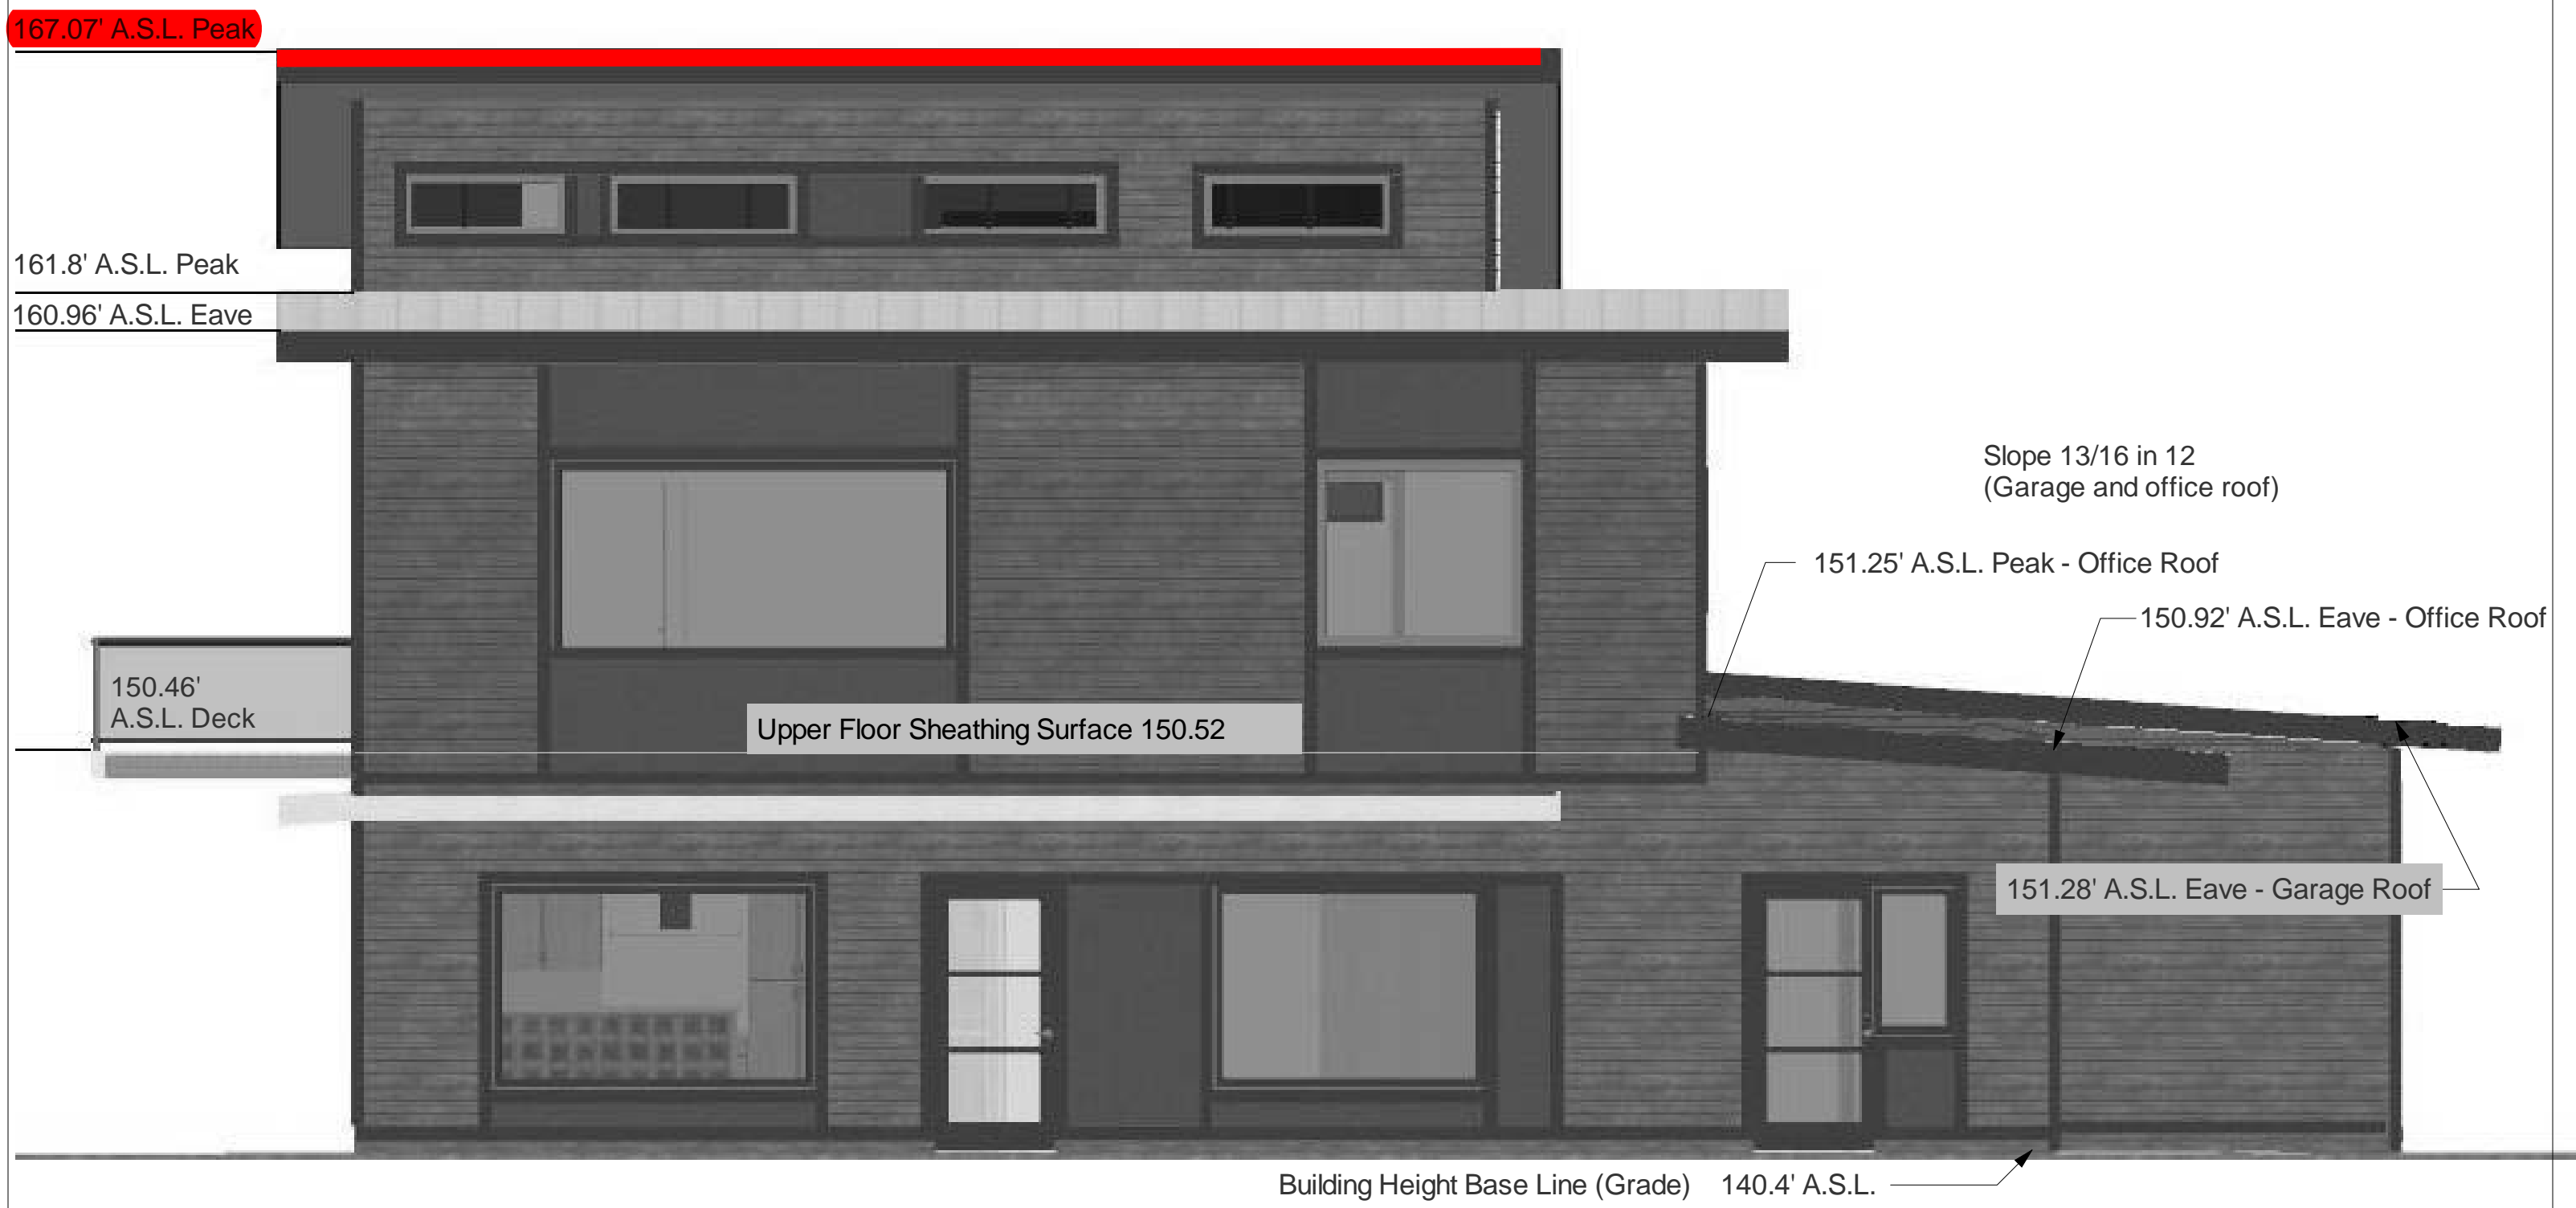 167.07' A.S.L. Peak
161.8' A.S.L. Peak
160.96' A.S.L. Eave
Slope 13/16 in 12
(Garage and office roof)
151.25' A.S.L. Peak - Office Roof
150.92' A.S.L. Eave - Office Roof
150.46'
A.S.L. Deck
Upper Floor Sheathing Surface 150.52
151.28' A.S.L. Eave - Garage Roof
Building Height Base Line (Grade) 140.4' A.S.L.